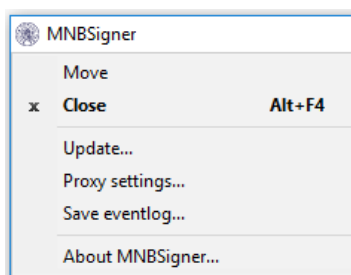 MNBSigner
Move
x Close Alt+F4
Update...
Proxy settings...
Save eventlog...
About MNBSigner...